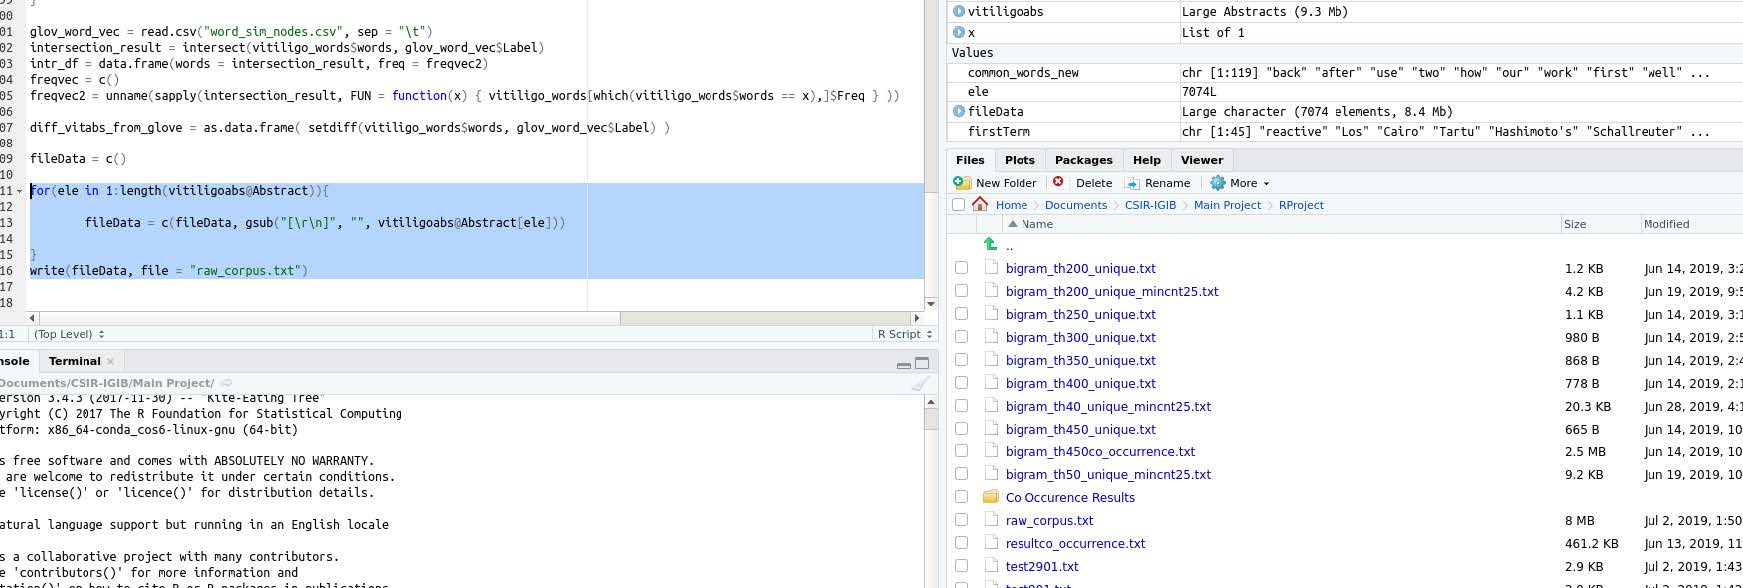 00
01 glov_word_vec = read.csv("word_sim_nodes.csv", sep = "\t")
02 intersection_result = intersect(vitiligo_words$words, glov_word_vec$Label)
03 intr_df = data.frame(words = intersection_result, freq = freqvec2)
04 freqvec = c()
05 freqvec2 = unname(sapply(intersection_result, FUN = function(x) { vitiligo_words[which(vitiligo_words$words == x),]$Freq } ))
06
07 diff_vitabs_from_glove = as.data.frame( setdiff(vitiligo_words$words, glov_word_vec$Label) )
08
09 fileData = c()
10
11 for(ele in 1:length(vitiligoabs@Abstract)){
12
13 fileData = c(fileData, gsub("[\r\n]", "", vitiligoabs@Abstract[ele]))
14
15 }
16 write(fileData, file = "raw_corpus.txt")
17
18
1:1 (Top Level) R Script
nsole Terminal
Documents/CSIR-IGIB/Main Project/
ersion 3.4.3 (2017-11-30) -- "Kite-Eating Tree"
yright (C) 2017 The R Foundation for Statistical Computing
tform: x86_64-conda_cos6-linux-gnu (64-bit)
s free software and comes with ABSOLUTELY NO WARRANTY.
are welcome to redistribute it under certain conditions.
e 'license()' or 'licence()' for distribution details.
atural language support but running in an English locale
s a collaborative project with many contributors.
e 'contributors()' for more information and
vitiligoabs Large Abstracts (9.3 Mb)
x List of 1
Values
common_words_new chr [1:119] "back" "after" "use" "two" "how" "our" "work" "first" "well" ...
ele 7074L
fileData Large character (7074 elements, 8.4 Mb)
firstTerm chr [1:45] "reactive" "Los" "Cairo" "Tartu" "Hashimoto's" "Schallreuter" ...
Files Plots Packages Help Viewer
New Folder Delete Rename More
Home Documents CSIR-IGIB Main Project RProject
Name Size Modified
..
bigram_th200_unique.txt 1.2 KB Jun 14, 2019, 3:2
bigram_th200_unique_mincnt25.txt 4.2 KB Jun 19, 2019, 9:5
bigram_th250_unique.txt 1.1 KB Jun 14, 2019, 3:1
bigram_th300_unique.txt 980 B Jun 14, 2019, 2:5
bigram_th350_unique.txt 868 B Jun 14, 2019, 2:4
bigram_th400_unique.txt 778 B Jun 14, 2019, 2:1
bigram_th40_unique_mincnt25.txt 20.3 KB Jun 28, 2019, 4:1
bigram_th450_unique.txt 665 B Jun 14, 2019, 10
bigram_th450co_occurrence.txt 2.5 MB Jun 14, 2019, 10
bigram_th50_unique_mincnt25.txt 9.2 KB Jun 19, 2019, 10
Co Occurence Results
raw_corpus.txt 8 MB Jul 2, 2019, 1:50
resultco_occurrence.txt 461.2 KB Jun 13, 2019, 11
test2901.txt 2.9 KB Jul 2, 2019, 1:43